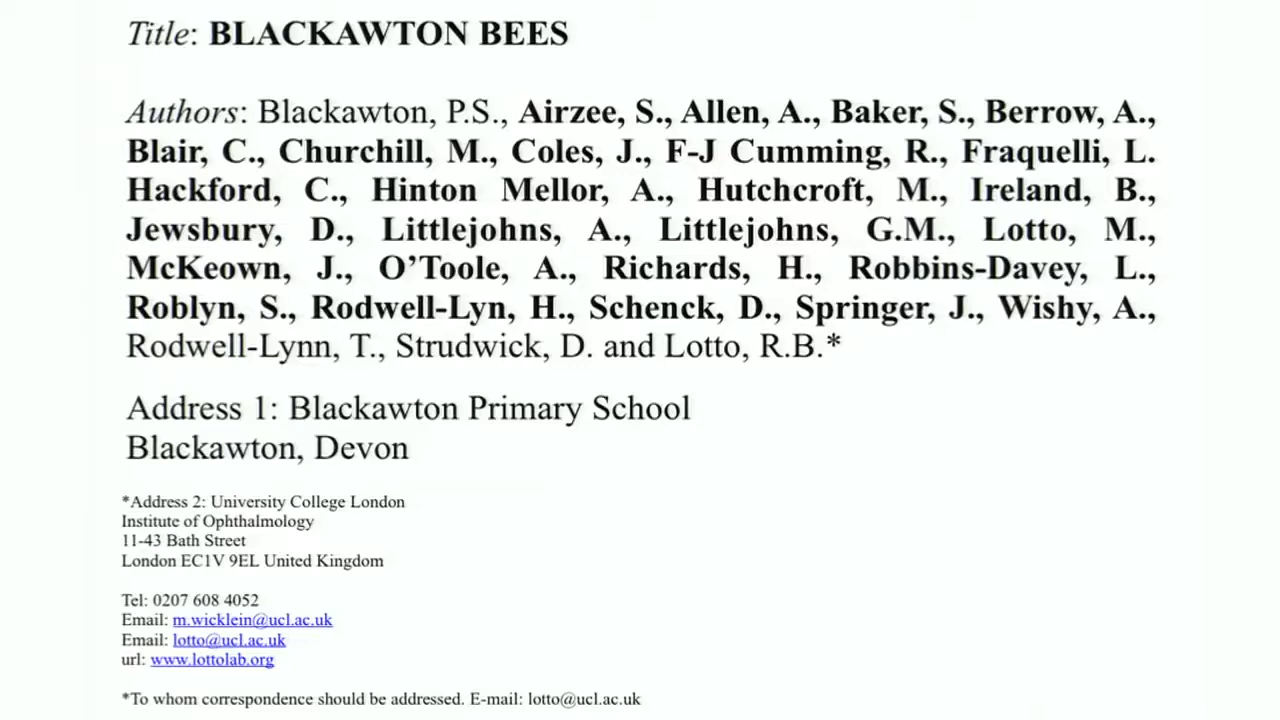 Title: BLACKAWTON BEES
Authors: Blackawton, P.S., Airzee, S., Allen, A., Baker, S., Berrow, A.,
Blair, C., Churchill, M., Coles, J., F-J Cumming, R., Fraquelli, L.
Hackford, C., Hinton Mellor, A., Hutchcroft, M., Ireland, B.,
Jewsbury, D., Littlejohns, A., Littlejohns, G.M., Lotto, M.,
McKeown, J., O’Toole, A., Richards, H., Robbins-Davey, L.,
Roblyn, S., Rodwell-Lyn, H., Schenck, D., Springer, J., Wishy, A.,
Rodwell-Lynn, T., Strudwick, D. and Lotto, R.B.*
Address 1: Blackawton Primary School
Blackawton, Devon
*Address 2: University College London
Institute of Ophthalmology
11-43 Bath Street
London EC1V 9EL United Kingdom
Tel: 0207 608 4052
Email: m.wicklein@ucl.ac.uk
Email: lotto@ucl.ac.uk
url: www.lottolab.org
*To whom correspondence should be addressed. E-mail: lotto@ucl.ac.uk